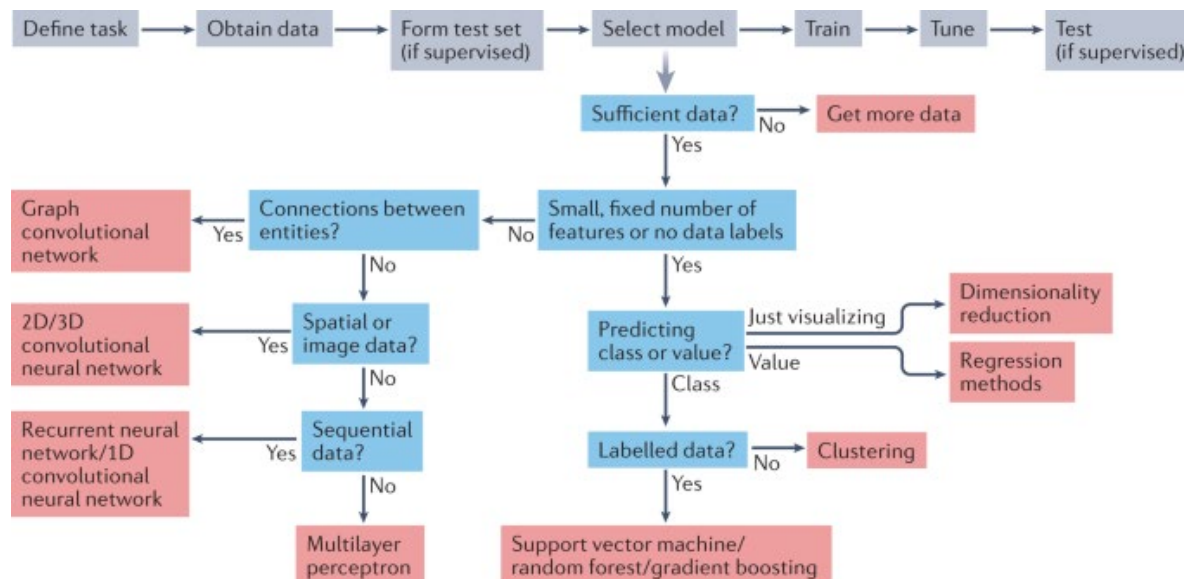 Define task
Obtain data
Form test set
(if supervised)
Select model
Train
Tune
Test
(if supervised)
Sufficient data?
No
Get more data
Yes
Graph
convolutional
network
Yes
Connections between
entities?
No
Small, fixed number of
features or no data labels
No
Yes
2D/3D
convolutional
neural network
Yes
Spatial or
image data?
Predicting
class or value?
Just visualizing
Dimensionality
reduction
Value
Regression
methods
No
Class
Recurrent neural
network/1D
convolutional
neural network
Yes
Sequential
data?
Labelled data?
No
Clustering
No
Yes
Multilayer
perceptron
Support vector machine/
random forest/gradient boosting